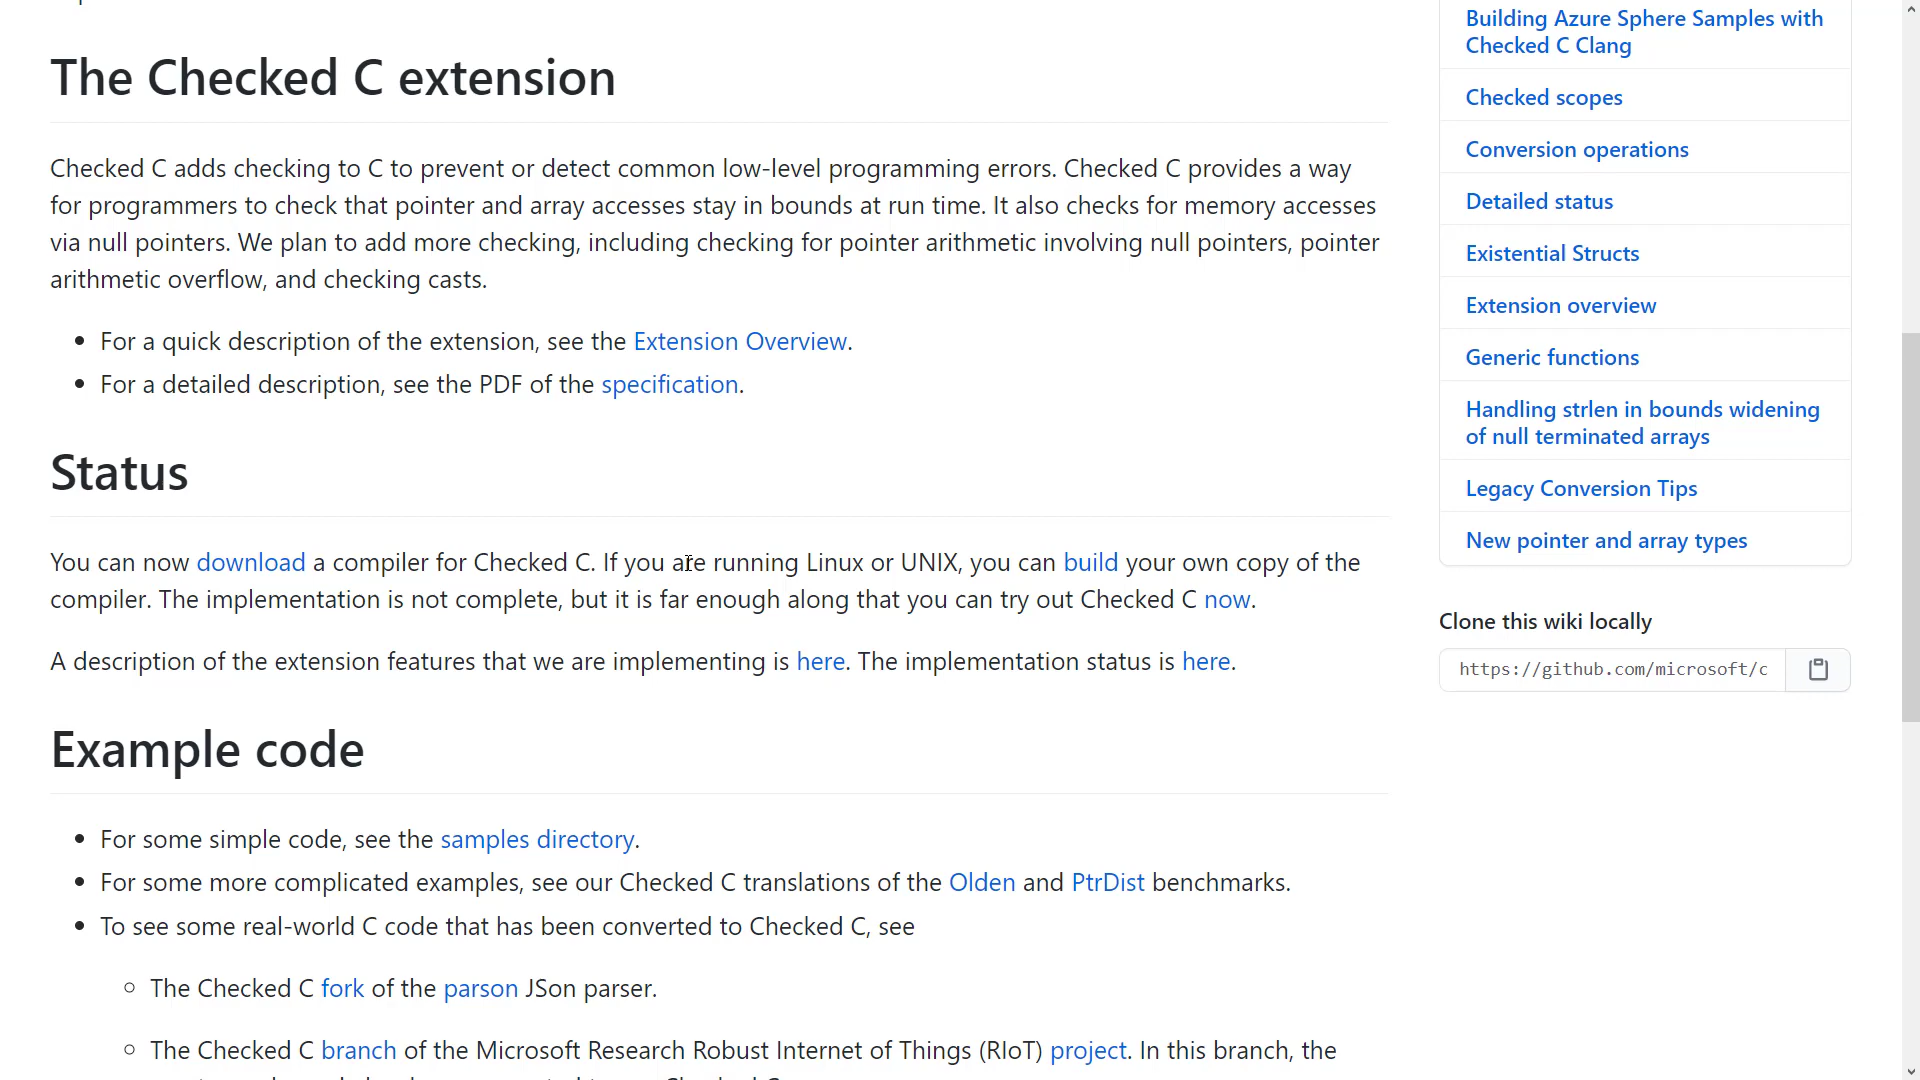 The Checked C extension
Checked C adds checking to C to prevent or detect common low-level programming errors. Checked C provides a way
for programmers to check that pointer and array accesses stay in bounds at run time. It also checks for memory accesses
via null pointers. We plan to add more checking, including checking for pointer arithmetic involving null pointers, pointer
arithmetic overflow, and checking casts.
• For a quick description of the extension, see the Extension Overview.
• For a detailed description, see the PDF of the specification.
Status
You can now download a compiler for Checked C. If you are running Linux or UNIX, you can build your own copy of the
compiler. The implementation is not complete, but it is far enough along that you can try out Checked C now.
A description of the extension features that we are implementing is here. The implementation status is here.
Example code
• For some simple code, see the samples directory.
• For some more complicated examples, see our Checked C translations of the Olden and PtrDist benchmarks.
• To see some real-world C code that has been converted to Checked C, see
○ The Checked C fork of the parson JSon parser.
○ The Checked C branch of the Microsoft Research Robust Internet of Things (RIoT) project. In this branch, the
Building Azure Sphere Samples with
Checked C Clang
Checked scopes
Conversion operations
Detailed status
Existential Structs
Extension overview
Generic functions
Handling strlen in bounds widening
of null terminated arrays
Legacy Conversion Tips
New pointer and array types
Clone this wiki locally
https://github.com/microsoft/c